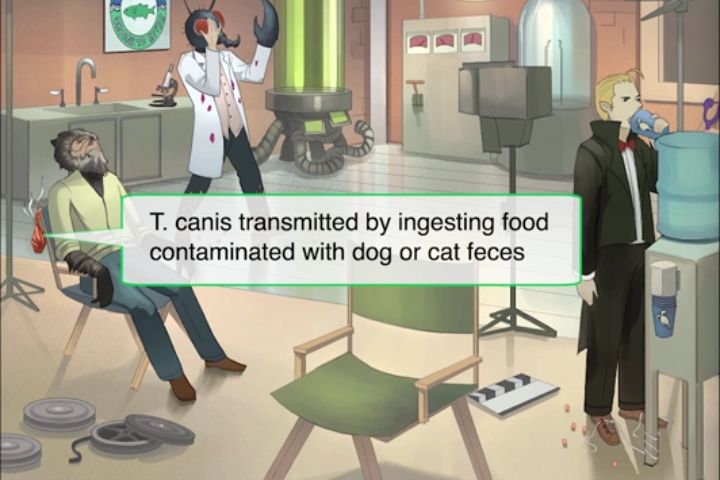 T. canis transmitted by ingesting food
contaminated with dog or cat feces